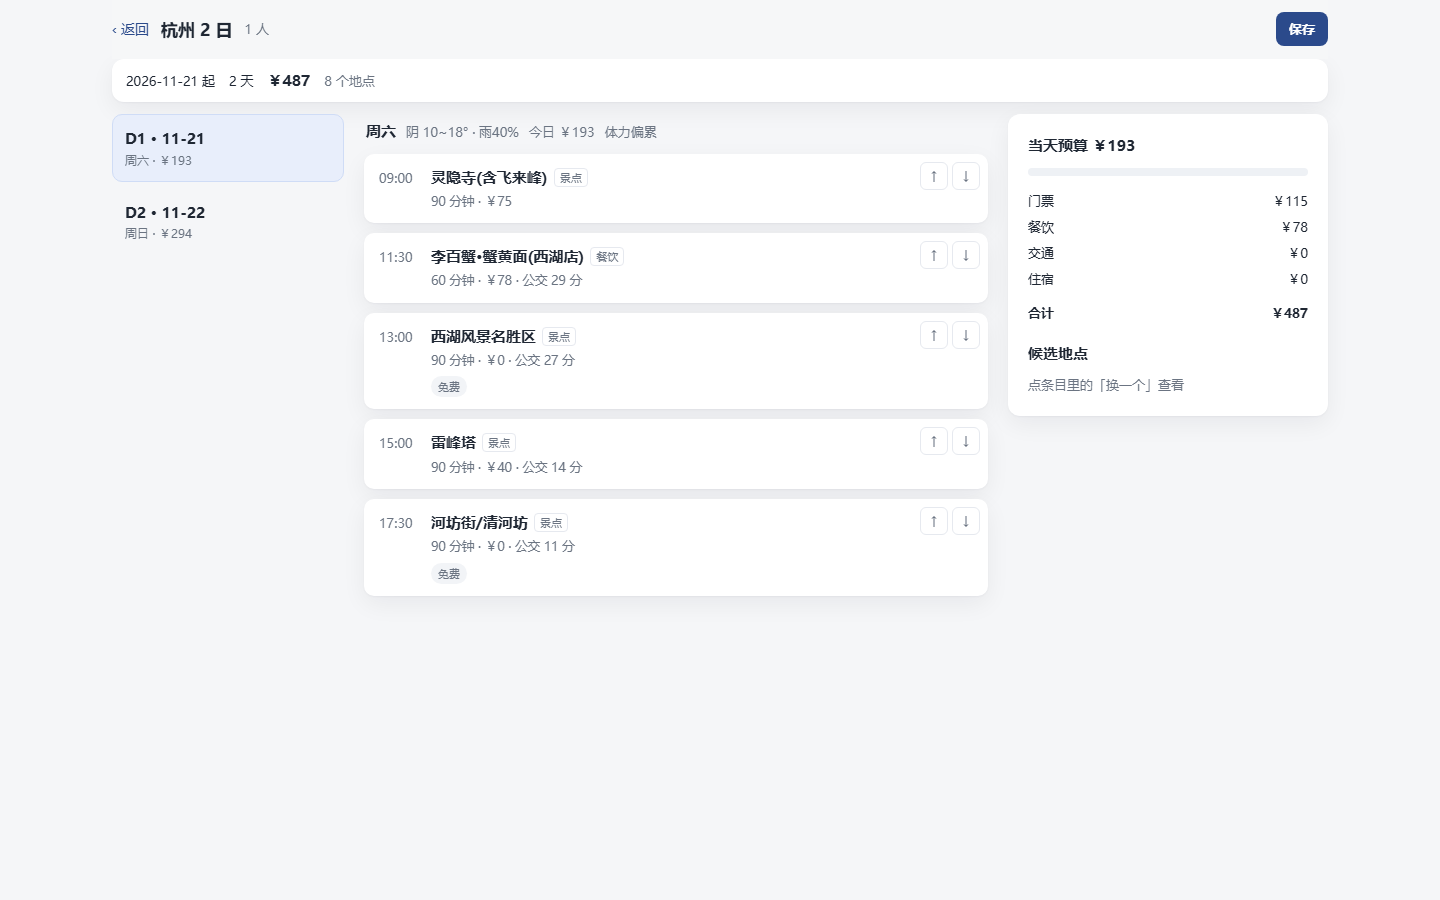 ‹ 返回 杭州 2 日 1 人
保存
2026-11-21 起 2 天 ¥487 8 个地点
D1 • 11-21
周六 · ¥193
D2 • 11-22
周日 · ¥294
周六 阴 10~18° · 雨40% 今日 ¥193 体力偏累
09:00 灵隐寺(含飞来峰) 景点 ↑ ↓
90 分钟 · ¥75
11:30 李百蟹•蟹黄面(西湖店) 餐饮 ↑ ↓
60 分钟 · ¥78 · 公交 29 分
13:00 西湖风景名胜区 景点 ↑ ↓
90 分钟 · ¥0 · 公交 27 分
免费
15:00 雷峰塔 景点 ↑ ↓
90 分钟 · ¥40 · 公交 14 分
17:30 河坊街/清河坊 景点 ↑ ↓
90 分钟 · ¥0 · 公交 11 分
免费
当天预算 ¥193
门票 ¥115
餐饮 ¥78
交通 ¥0
住宿 ¥0
合计 ¥487
候选地点
点条目里的「换一个」查看